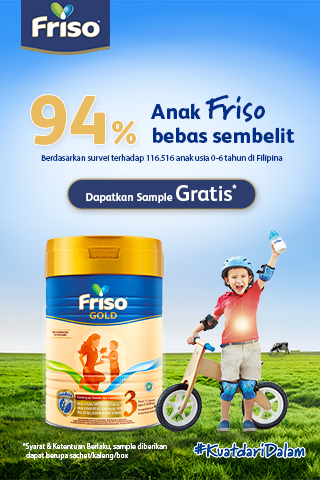 Friso
94% Anak Friso
bebas sembelit
Berdasarkan survei terhadap 116.516 anak usia 0-6 tahun di Filipina
Dapatkan Sample Gratis*
Friso
GOLD
3
*Syarat & Ketentuan Berlaku, sample diberikan
dapat berupa sachet/kaleng/box
#KuatdariDalam